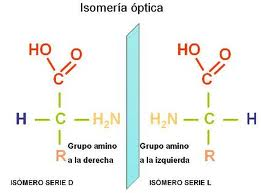 Isomería óptica
HO
O
C
H
C
H₂N
R
Grupo amino
a la derecha
ISÓMERO SERIE D
HO
O
C
H₂N
C
H
R
Grupo amino
a la izquierda
ISÓMERO SERIE L